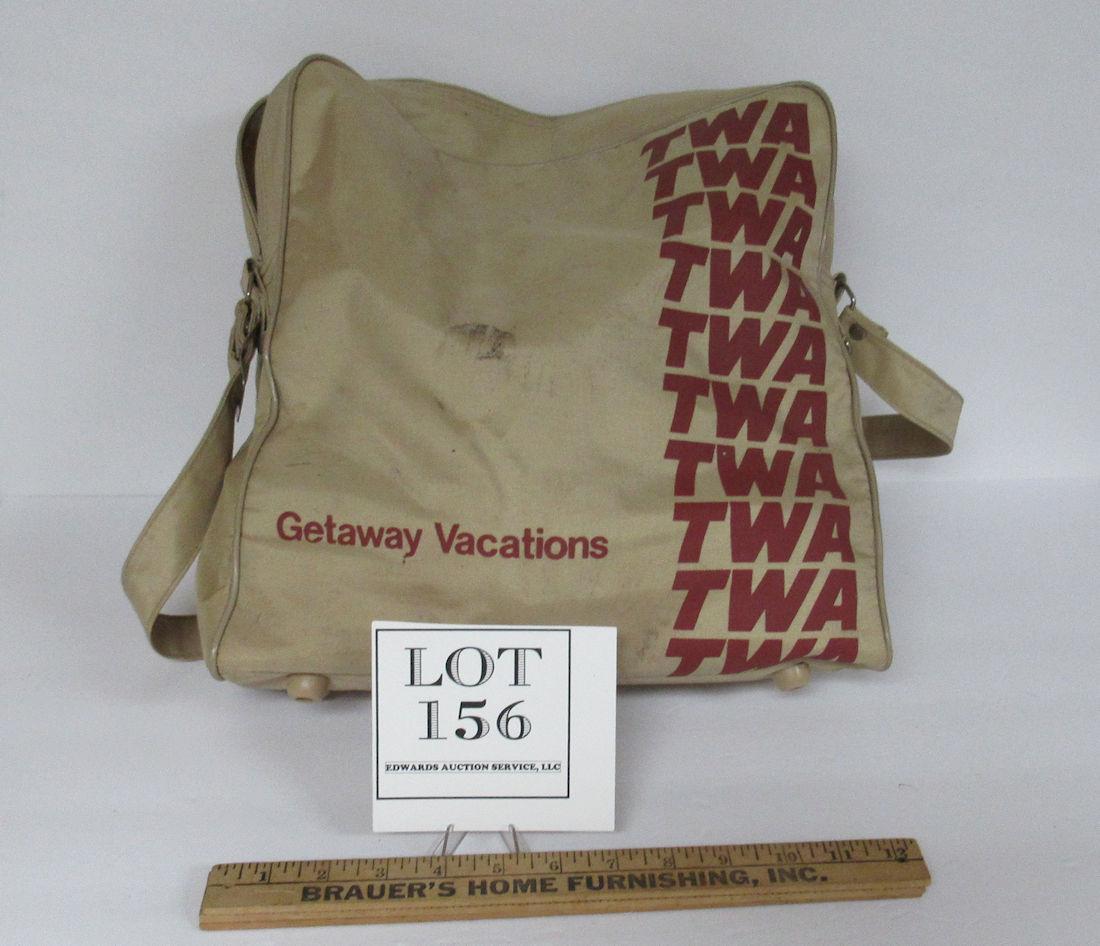 TWA
TWA
TWA
TWA
TWA
TWA
TWA
TWA
TWA
TWA
Getaway Vacations
LOT
156
EDWARDS AUCTION SERVICE, LLC
1 2 3 4 5 6 7 8 9 10 11 12
BRAUER'S HOME FURNISHING, INC.